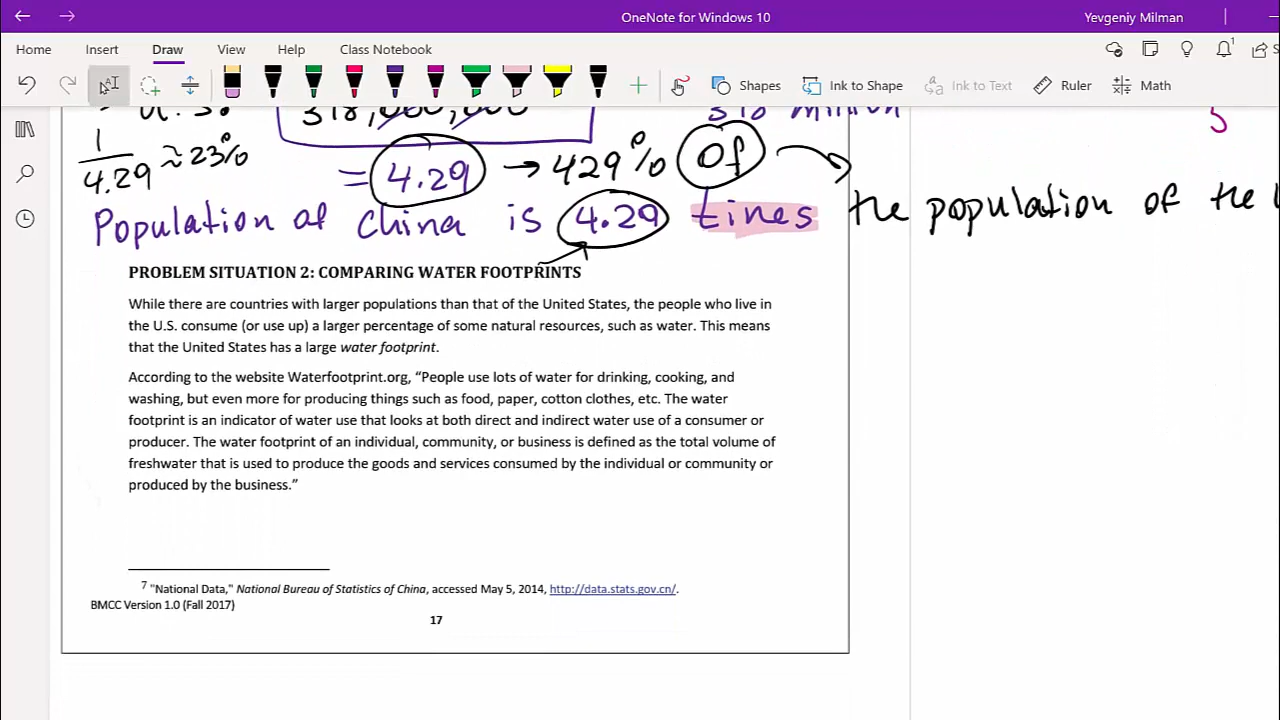 OneNote for Windows 10
Yevgeniy Milman
Home Insert Draw View Help Class Notebook
Shapes Ink to Shape Ink to Text Ruler Math
U.S. 318,000,000 318 million
1/4.29 ≈ 23%
= 4.29 → 429% of
Population of China is 4.29 times the population of the
PROBLEM SITUATION 2: COMPARING WATER FOOTPRINTS
While there are countries with larger populations than that of the United States, the people who live in
the U.S. consume (or use up) a larger percentage of some natural resources, such as water. This means
that the United States has a large water footprint.
According to the website Waterfootprint.org, “People use lots of water for drinking, cooking, and
washing, but even more for producing things such as food, paper, cotton clothes, etc. The water
footprint is an indicator of water use that looks at both direct and indirect water use of a consumer or
producer. The water footprint of an individual, community, or business is defined as the total volume of
freshwater that is used to produce the goods and services consumed by the individual or community or
produced by the business.”
7 "National Data," National Bureau of Statistics of China, accessed May 5, 2014, http://data.stats.gov.cn/.
BMCC Version 1.0 (Fall 2017)
17